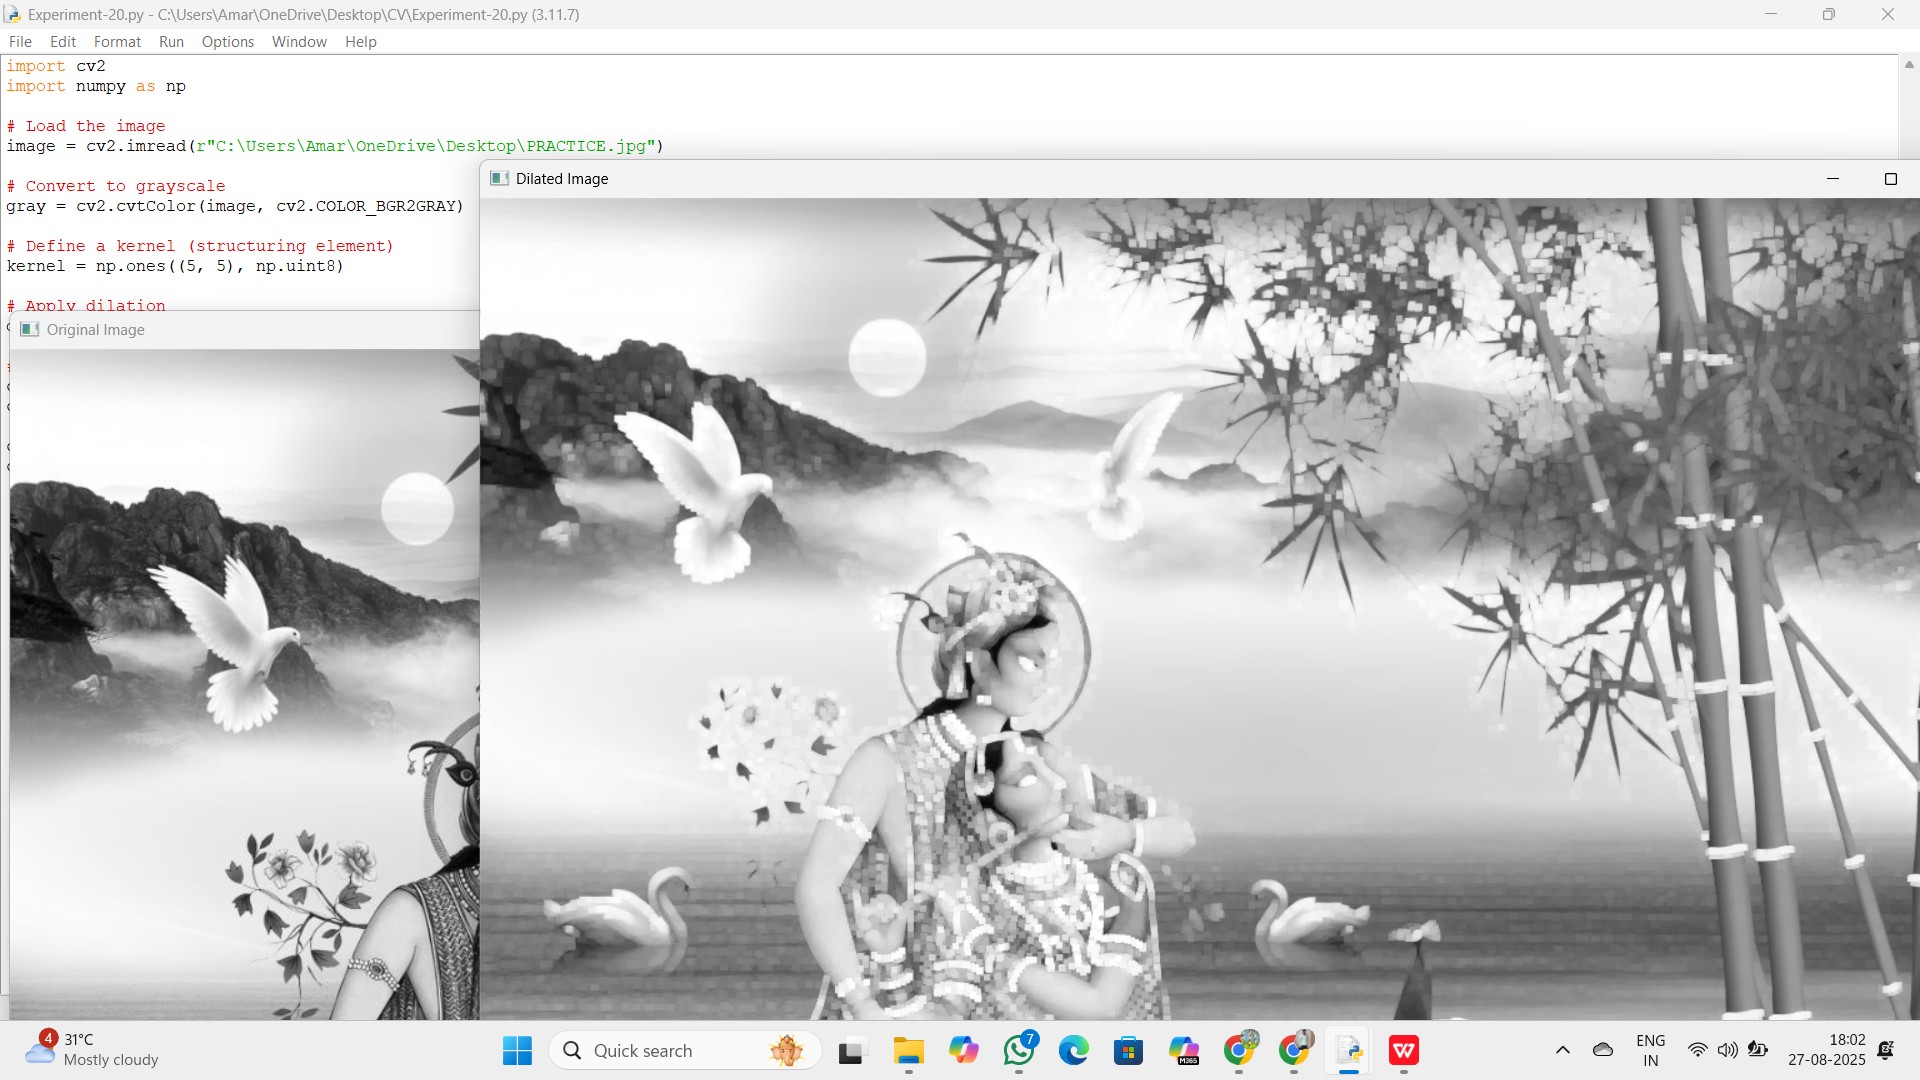 Experiment-20.py - C:\Users\Amar\OneDrive\Desktop\CV\Experiment-20.py (3.11.7)
File Edit Format Run Options Window Help
import cv2
import numpy as np
# Load the image
image = cv2.imread(r"C:\Users\Amar\OneDrive\Desktop\PRACTICE.jpg")
# Convert to grayscale
gray = cv2.cvtColor(image, cv2.COLOR_BGR2GRAY)
# Define a kernel (structuring element)
kernel = np.ones((5, 5), np.uint8)
# Apply dilation
Dilated Image
Original Image
4
31°C
Mostly cloudy
Quick search
7
M365
W
ENG
IN
18:02
27-08-2025